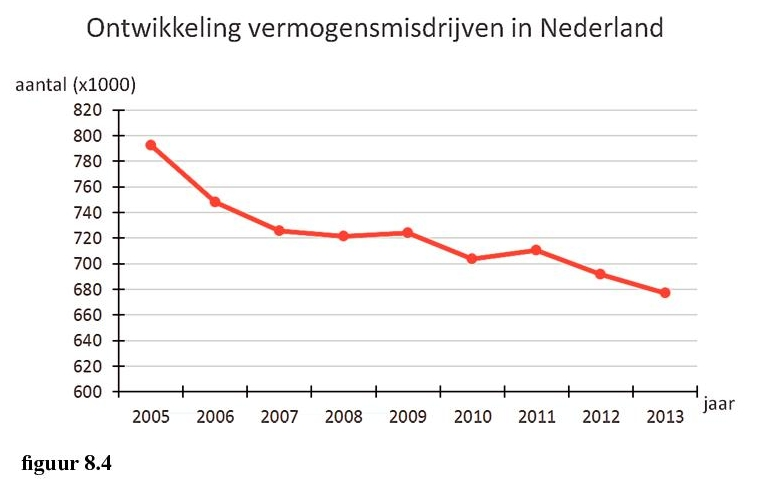 Ontwikkeling vermogensmisdrijven in Nederland
aantal (x1000)
820
800
780
760
740
720
700
680
660
640
620
600
2005 2006 2007 2008 2009 2010 2011 2012 2013
jaar
figuur 8.4